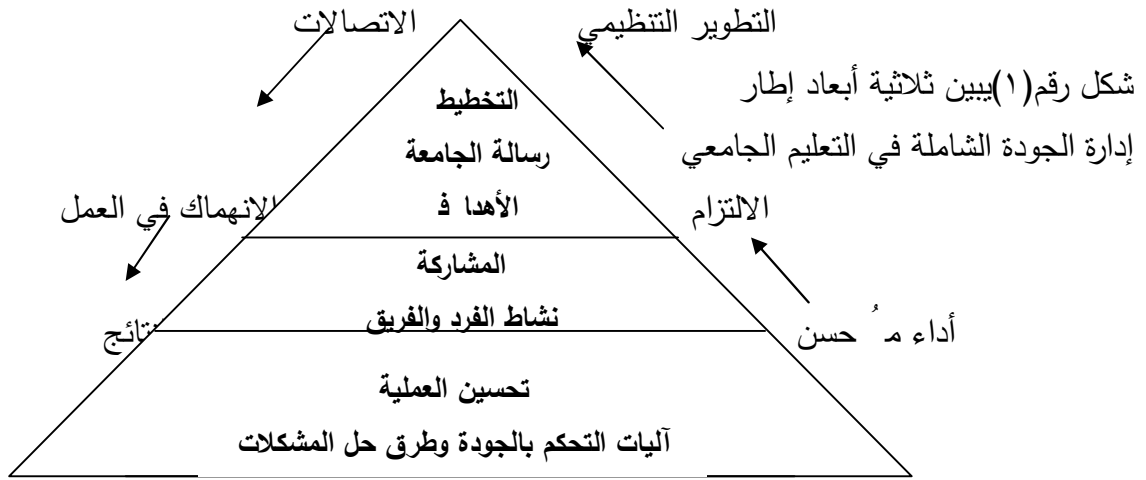 التطوير التنظيمي
الاتصالات
شكل رقم(١)يبين ثلاثية أبعاد إطار
التخطيط
إدارة الجودة الشاملة في التعليم الجامعي
رسالة الجامعة
الالتزام
الأهدا ف
الانهماك في العمل
المشاركة
أداء م ُ حسن
نشاط الفرد والفريق
نتائج
تحسين العملية
آليات التحكم بالجودة وطرق حل المشكلات